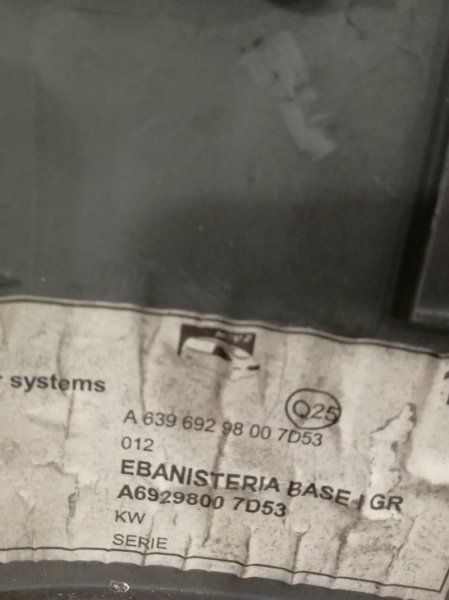 r systems
Q25
A 639 692 98 00 7D53
012
EBANISTERIA BASE-I GR
A6929800 7D53
KW
SERIE